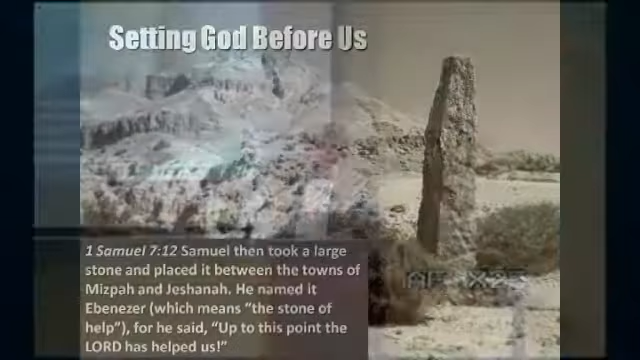 Setting God Before Us
1 Samuel 7:12 Samuel then took a large
stone and placed it between the towns of
Mizpah and Jeshanah. He named it
Ebenezer (which means “the stone of
help”), for he said, “Up to this point the
LORD has helped us!”